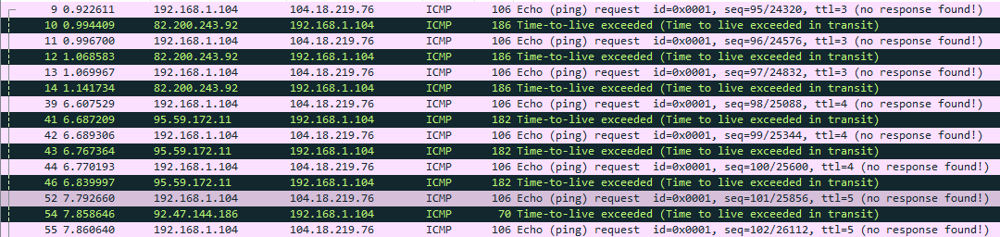 9 0.922611 192.168.1.104 104.18.219.76 ICMP 106 Echo (ping) request id=0x0001, seq=95/24320, ttl=3 (no response found!)
10 0.994409 82.200.243.92 192.168.1.104 ICMP 186 Time-to-live exceeded (Time to live exceeded in transit)
11 0.996700 192.168.1.104 104.18.219.76 ICMP 106 Echo (ping) request id=0x0001, seq=96/24576, ttl=3 (no response found!)
12 1.068583 82.200.243.92 192.168.1.104 ICMP 186 Time-to-live exceeded (Time to live exceeded in transit)
13 1.069967 192.168.1.104 104.18.219.76 ICMP 106 Echo (ping) request id=0x0001, seq=97/24832, ttl=3 (no response found!)
14 1.141734 82.200.243.92 192.168.1.104 ICMP 186 Time-to-live exceeded (Time to live exceeded in transit)
39 6.607529 192.168.1.104 104.18.219.76 ICMP 106 Echo (ping) request id=0x0001, seq=98/25088, ttl=4 (no response found!)
41 6.687209 95.59.172.11 192.168.1.104 ICMP 182 Time-to-live exceeded (Time to live exceeded in transit)
42 6.689306 192.168.1.104 104.18.219.76 ICMP 106 Echo (ping) request id=0x0001, seq=99/25344, ttl=4 (no response found!)
43 6.767364 95.59.172.11 192.168.1.104 ICMP 182 Time-to-live exceeded (Time to live exceeded in transit)
44 6.770193 192.168.1.104 104.18.219.76 ICMP 106 Echo (ping) request id=0x0001, seq=100/25600, ttl=4 (no response found!)
46 6.839997 95.59.172.11 192.168.1.104 ICMP 182 Time-to-live exceeded (Time to live exceeded in transit)
52 7.792660 192.168.1.104 104.18.219.76 ICMP 106 Echo (ping) request id=0x0001, seq=101/25856, ttl=5 (no response found!)
54 7.858646 92.47.144.186 192.168.1.104 ICMP 70 Time-to-live exceeded (Time to live exceeded in transit)
55 7.860640 192.168.1.104 104.18.219.76 ICMP 106 Echo (ping) request id=0x0001, seq=102/26112, ttl=5 (no response found!)